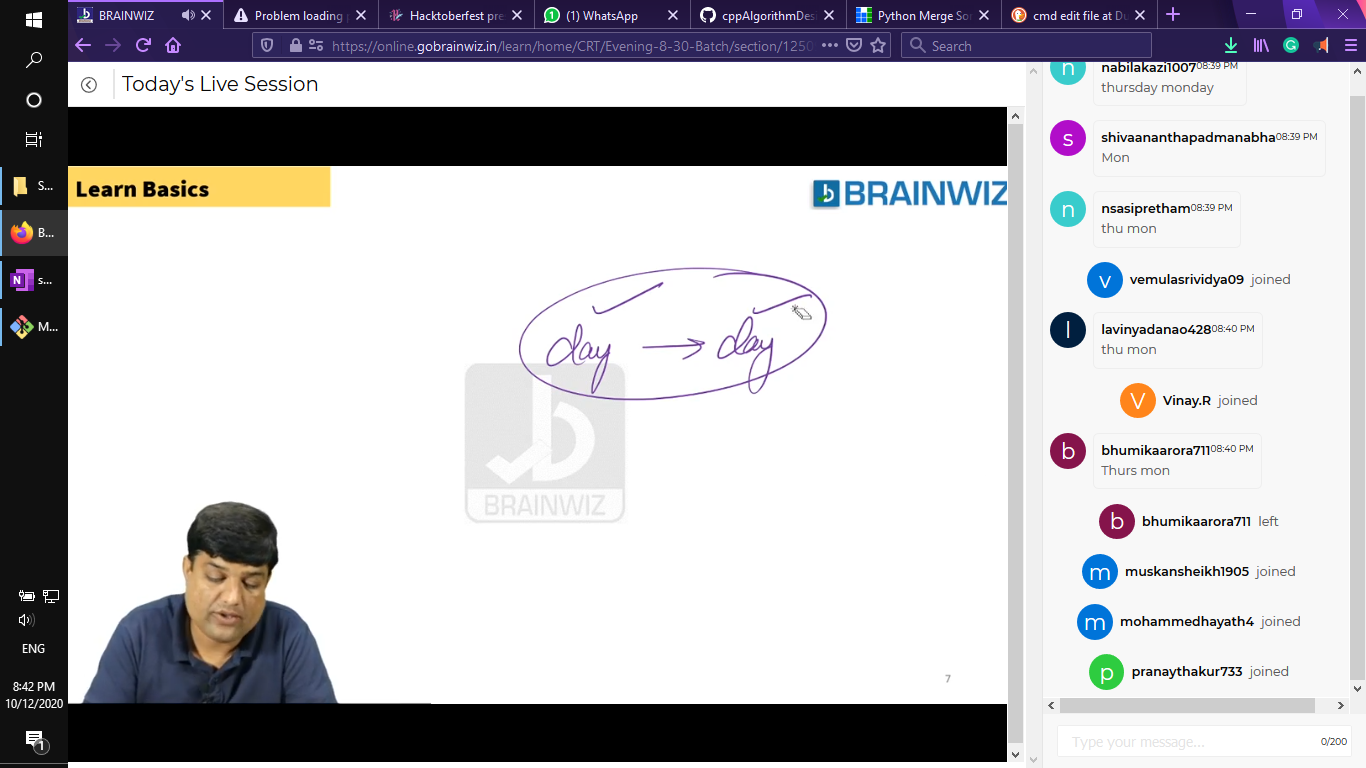 BRAINWIZ
Problem loading p
Hacktoberfest pre
(1) WhatsApp
cppAlgorithmDes
Python Merge Sor
cmd edit file at Du
https://online.gobrainwiz.in/learn/home/CRT/Evening-8-30-Batch/section/1250
Search
Today's Live Session
Learn Basics
BRAINWIZ
day → day
BRAINWIZ
7
nabilakazi1007 08:39 PM
thursday monday
s
shivaananthapadmanabha 08:39 PM
Mon
n
nsasipretham 08:39 PM
thu mon
v
vemulasrividya09 joined
l
lavinyadanao428 08:40 PM
thu mon
V
Vinay.R joined
b
bhumikaarora711 08:40 PM
Thurs mon
b
bhumikaarora711 left
m
muskansheikh1905 joined
m
mohammedhayath4 joined
p
pranaythakur733 joined
Type your message...
0/200
S...
B...
s...
M...
ENG
8:42 PM
10/12/2020
1